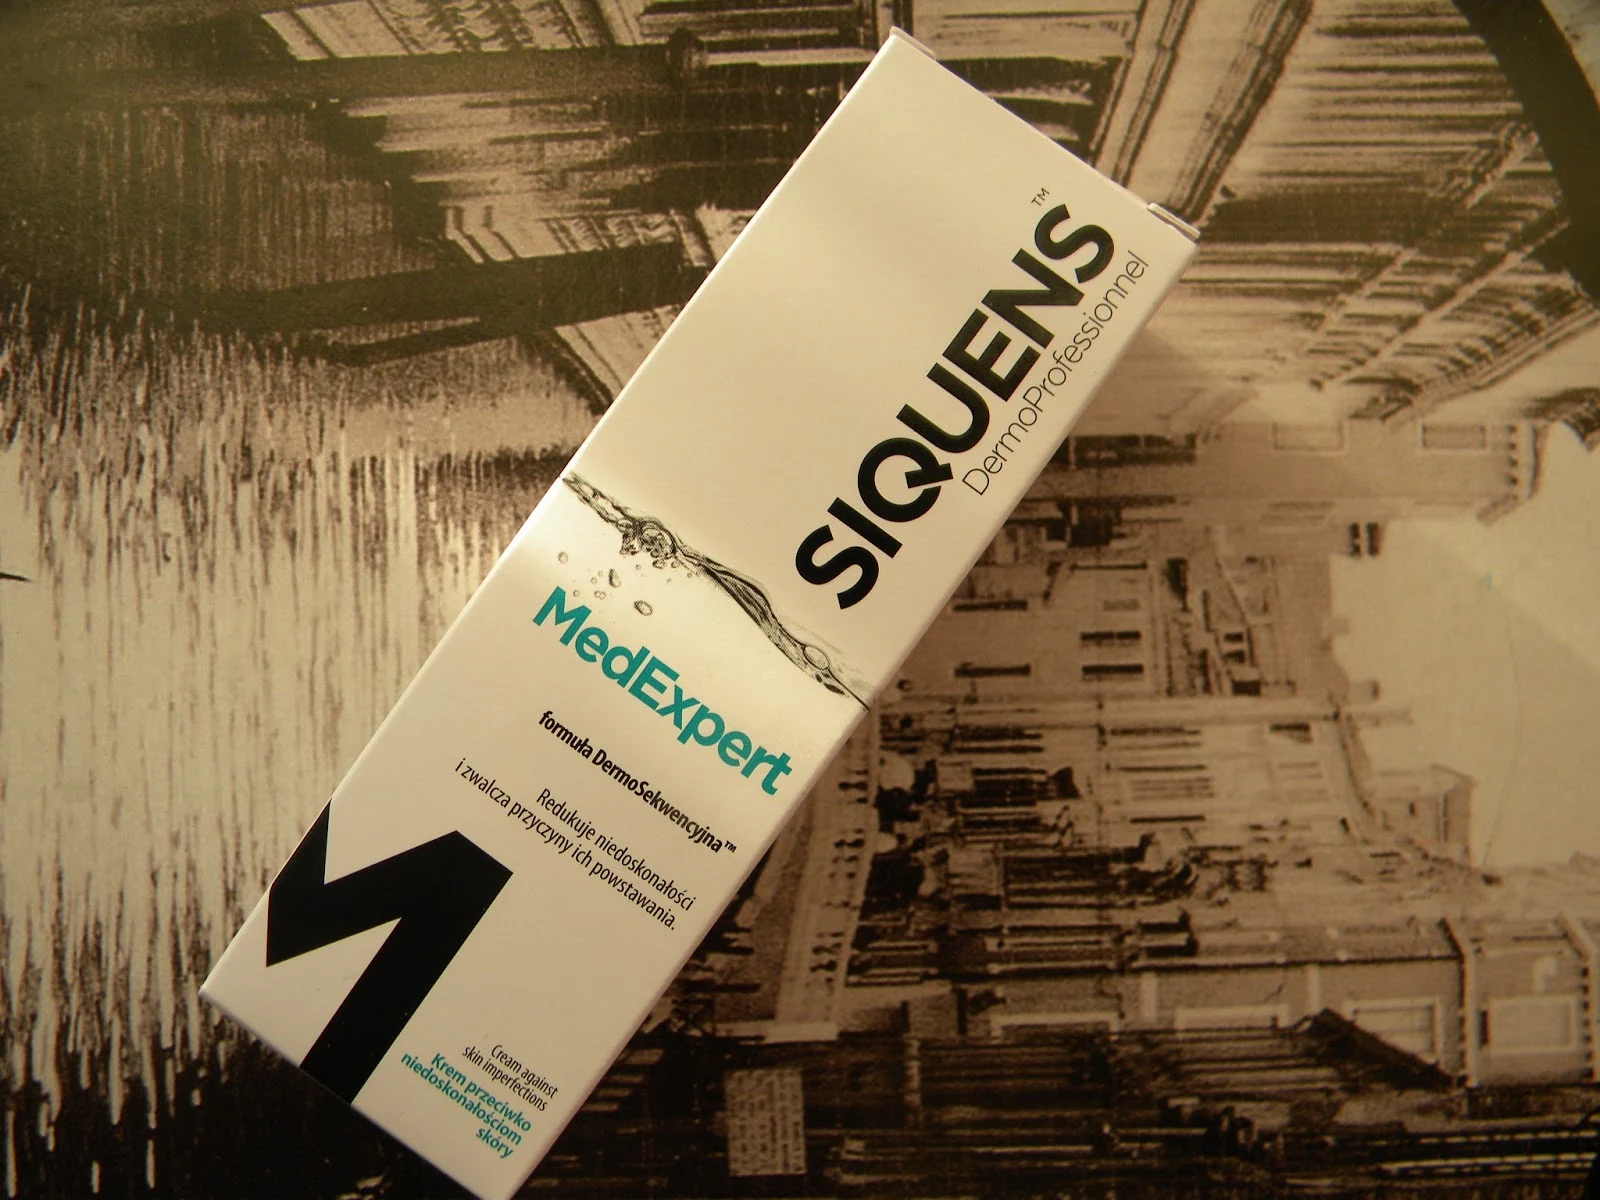 SIQUENS™
DermoProfessionnel
MedExpert
formuła DermoSekwencyjna™
Redukuje niedoskonałości
i zwalcza przyczyny ich powstawania.
M
Cream against
skin imperfections
Krem przeciwko
niedoskonałościom
skóry